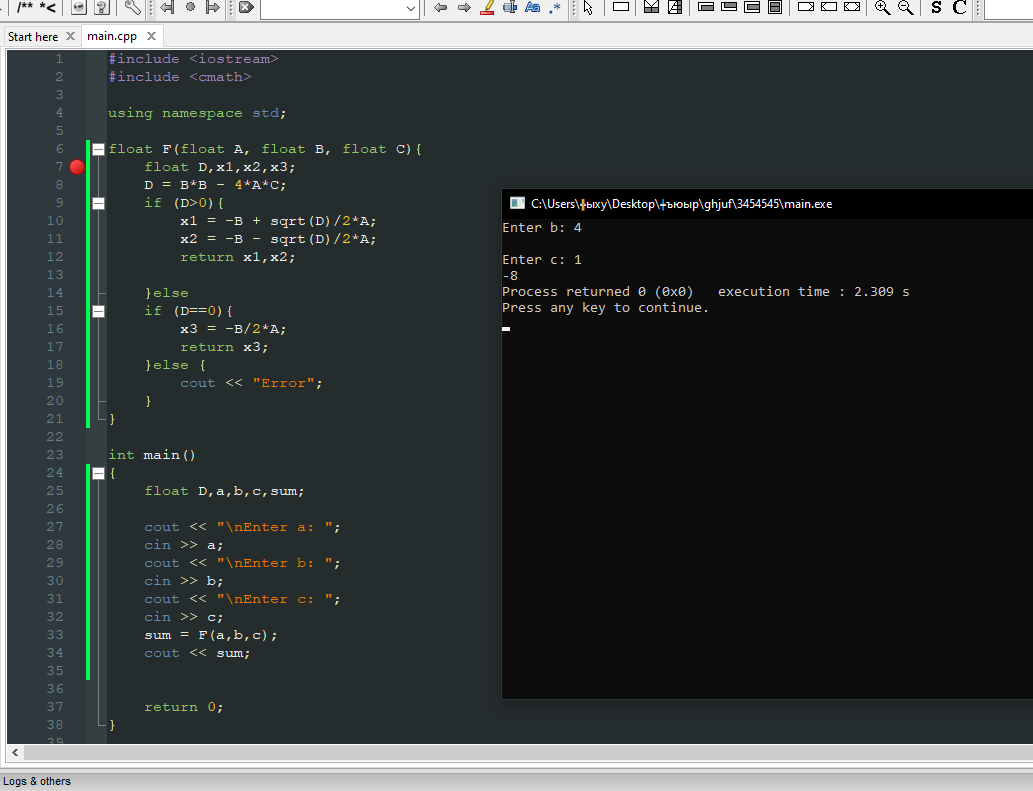 /** *<
Aa .*
S C
Start here
main.cpp
1 #include <iostream>
2 #include <cmath>
3
4 using namespace std;
5
6 float F(float A, float B, float C){
7 float D,x1,x2,x3;
8 D = B*B - 4*A*C;
9 if (D>0){
10 x1 = -B + sqrt(D)/2*A;
11 x2 = -B - sqrt(D)/2*A;
12 return x1,x2;
13
14 }else
15 if (D==0){
16 x3 = -B/2*A;
17 return x3;
18 }else {
19 cout << "Error";
20 }
21 }
22
23 int main()
24 {
25 float D,a,b,c,sum;
26
27 cout << "\nEnter a: ";
28 cin >> a;
29 cout << "\nEnter b: ";
30 cin >> b;
31 cout << "\nEnter c: ";
32 cin >> c;
33 sum = F(a,b,c);
34 cout << sum;
35
36
37 return 0;
38 }
39
C:\Users\╪ыху\Desktop\╪ъюыр\ghjuf\3454545\main.exe
Enter b: 4
Enter c: 1
-8
Process returned 0 (0x0) execution time : 2.309 s
Press any key to continue.
Logs & others